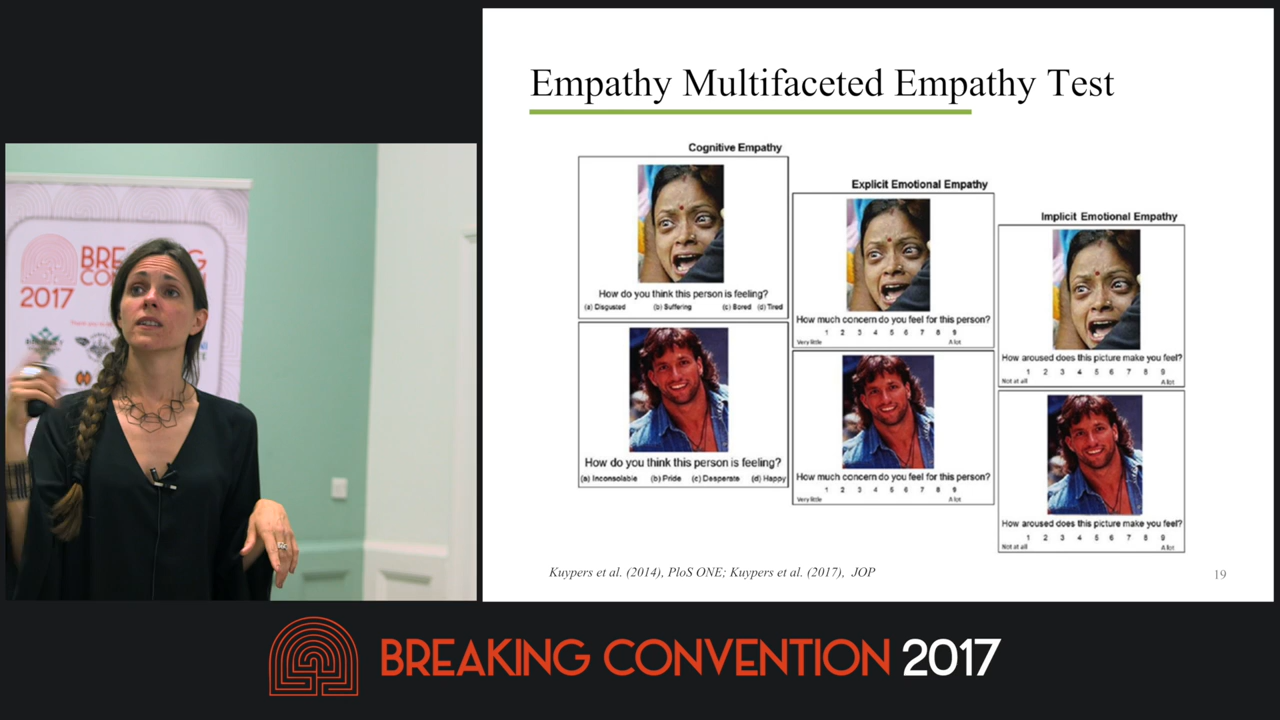 Empathy Multifaceted Empathy Test
Cognitive Empathy
How do you think this person is feeling?
(a) Disgusted (b) Suffering (c) Bored (d) Tired
How do you think this person is feeling?
(a) Inconsolable (b) Pride (c) Desperate (d) Happy
Explicit Emotional Empathy
How much concern do you feel for this person?
1 2 3 4 5 6 7 8 9
Very little A lot
How much concern do you feel for this person?
1 2 3 4 5 6 7 8 9
Very little A lot
Implicit Emotional Empathy
How aroused does this picture make you feel?
1 2 3 4 5 6 7 8 9
Not at all A lot
How aroused does this picture make you feel?
1 2 3 4 5 6 7 8 9
Not at all A lot
Kuypers et al. (2014), PloS ONE; Kuypers et al. (2017), JOP
19
2017
BREAKING CONVENTION 2017